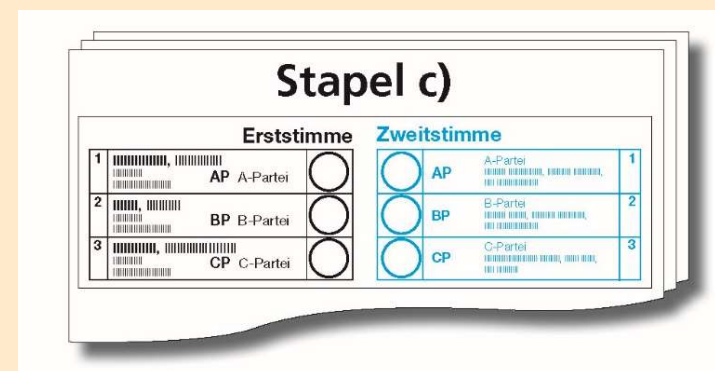 Stapel c)
Erststimme Zweitstimme
1 AP A-Partei
AP A-Partei 1
2 BP B-Partei
BP B-Partei 2
3 CP C-Partei
CP C-Partei 3